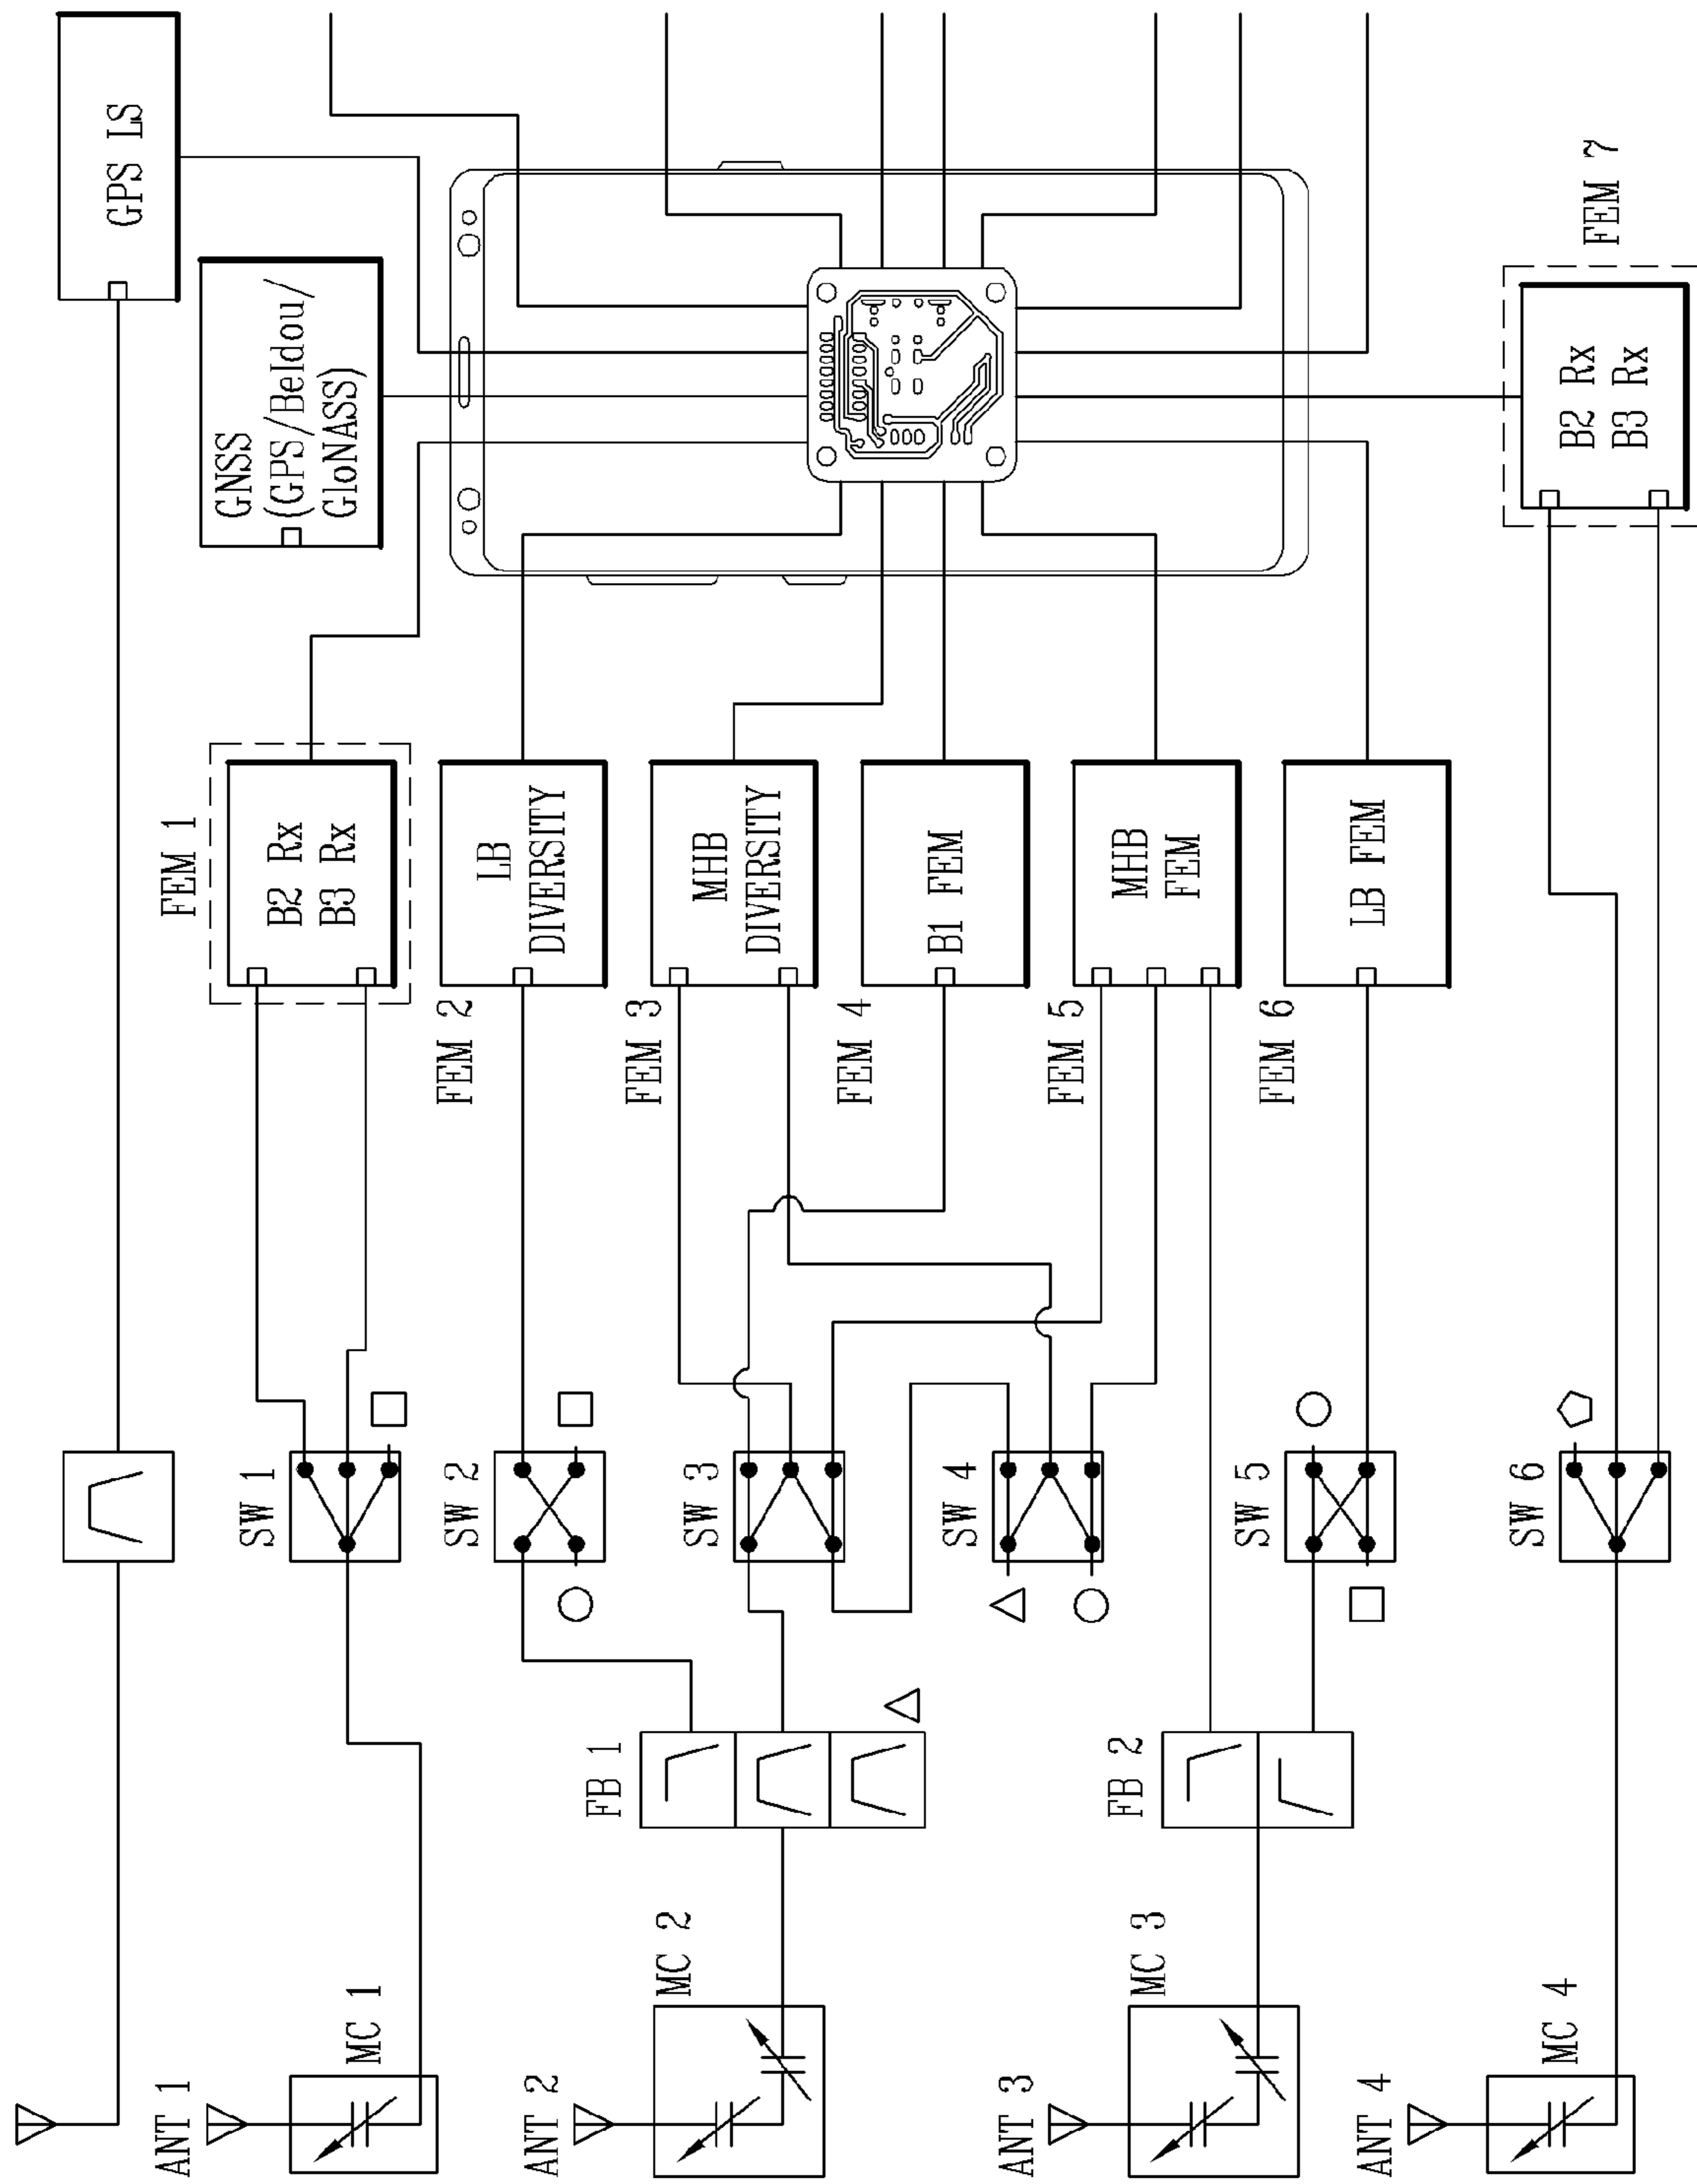 GPS LS
GNSS
(GPS/BeIdou/
GloNASS)
FEM 1
B2 Rx
B3 Rx
FEM 2
LB
DIVERSITY
FEM 3
MHB
DIVERSITY
FEM 4
B1 FEM
FEM 5
MHB
FEM
FEM 6
LB FEM
FEM 7
B2 Rx
B3 Rx
SW 1
SW 2
SW 3
SW 4
SW 5
SW 6
FB 1
FB 2
MC 1
MC 2
MC 3
MC 4
ANT 1
ANT 2
ANT 3
ANT 4